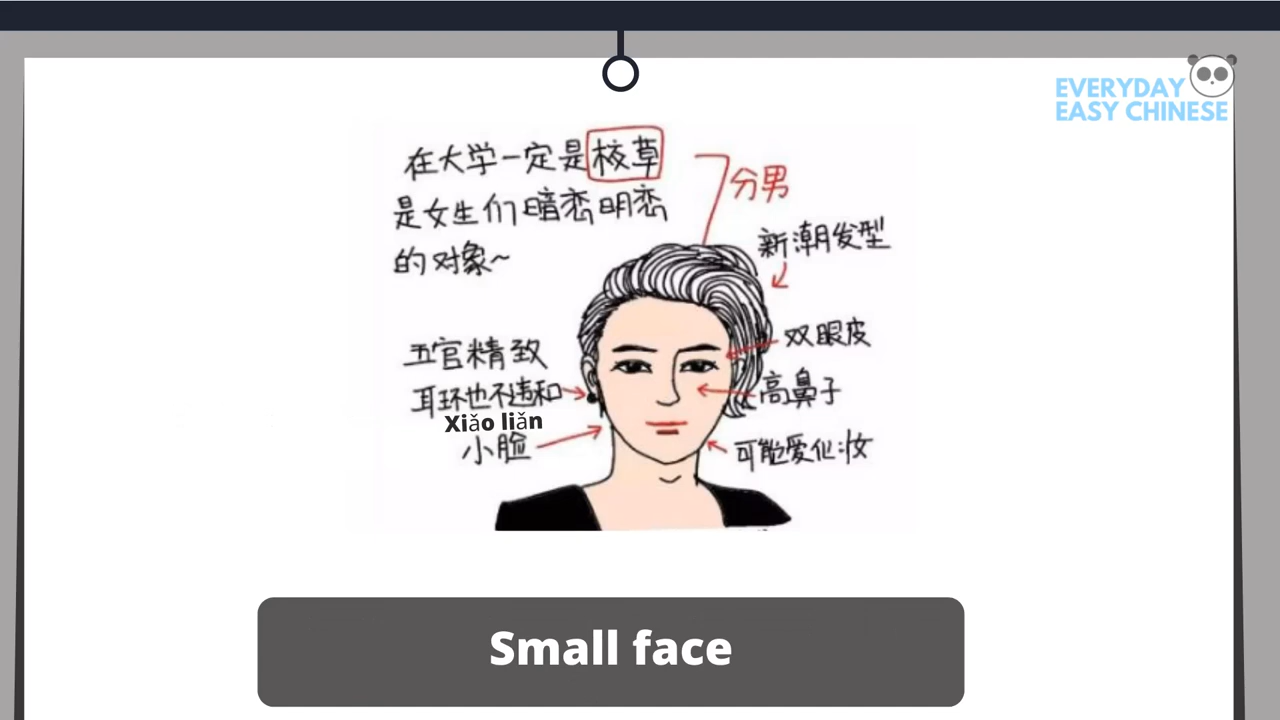 EVERYDAY
EASY CHINESE
在大学一定是校草
是女生们暗恋明恋
的对象~
分男
新潮发型
双眼皮
高鼻子
可能爱化妆
五官精致
耳环也不违和
Xiǎo liǎn
小脸
Small face